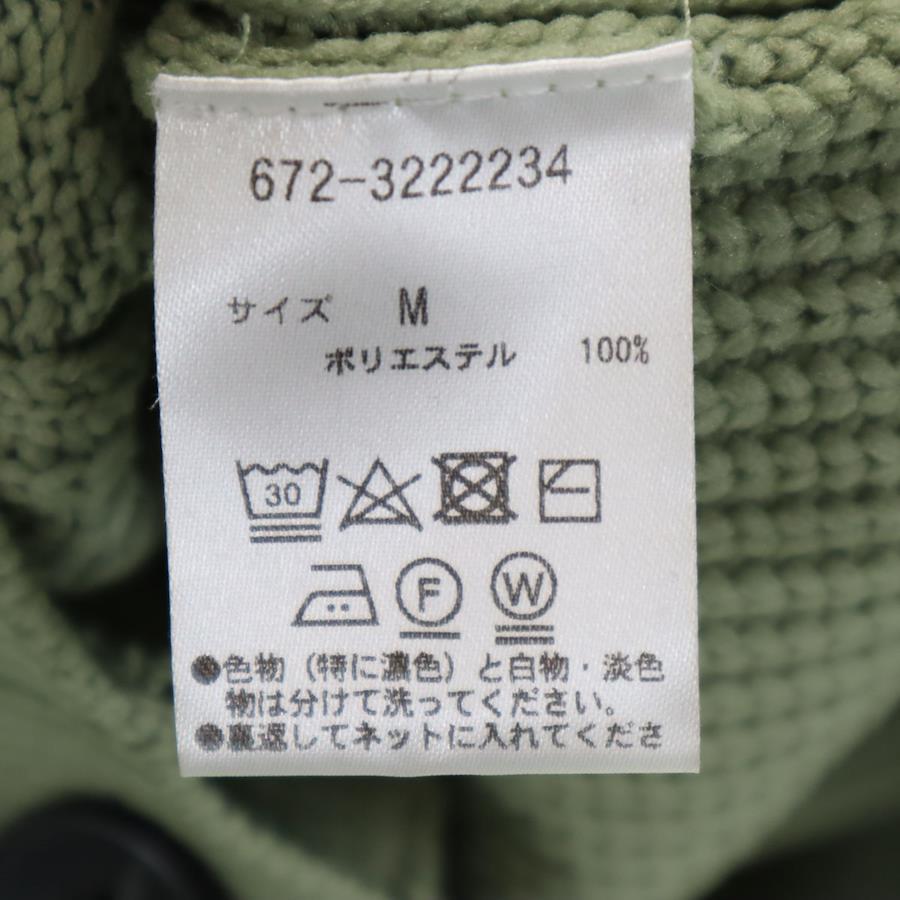 672-3222234
サイズ M
ポリエステル 100%
30
F W
●色物（特に濃色）と白物・淡色
物は分けて洗ってください。
●裏返してネットに入れてくださ